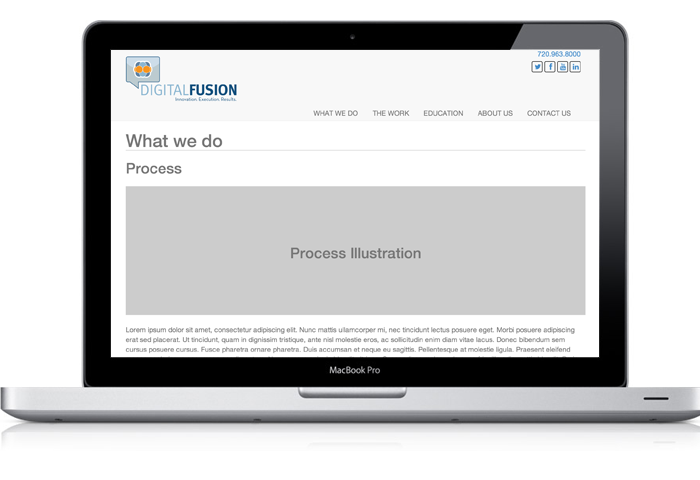 720.963.8000
DIGITALFUSION
Innovation. Execution. Results.
WHAT WE DO THE WORK EDUCATION ABOUT US CONTACT US
What we do
Process
Process Illustration
Lorem ipsum dolor sit amet, consectetur adipiscing elit. Nunc mattis ullamcorper mi, nec tincidunt lectus posuere eget. Morbi posuere adipiscing
erat sed placerat. Ut tincidunt, quam in dignissim tristique, ante nisl molestie eros, ac sollicitudin enim diam vitae lacus. Donec bibendum sem
cursus posuere cursus. Fusce pharetra ornare pharetra. Duis accumsan at neque eu sagittis. Pellentesque at molestie ligula. Praesent eleifend
MacBook Pro